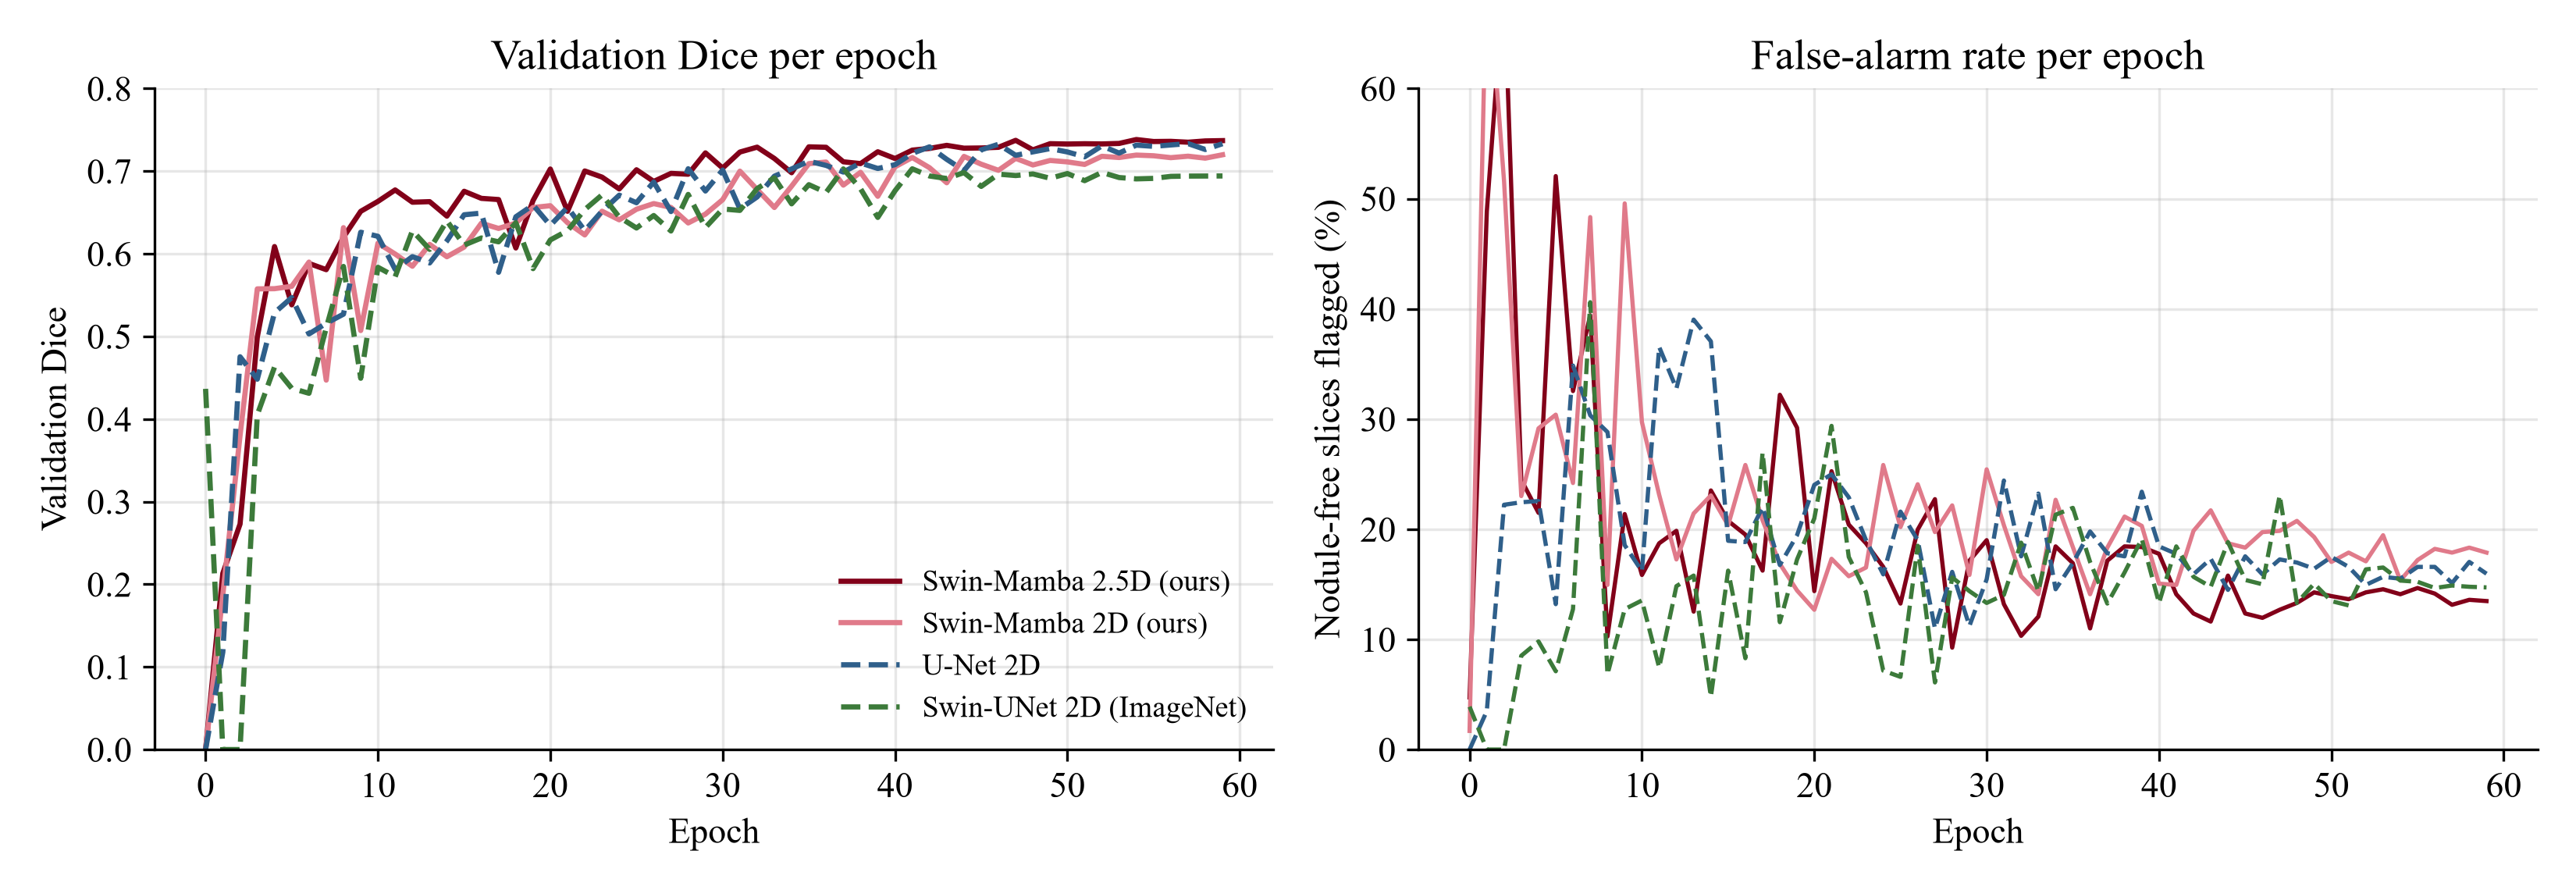 Validation Dice per epoch
Validation Dice
0.8
0.7
0.6
0.5
0.4
0.3
0.2
0.1
0.0
Swin-Mamba 2.5D (ours)
Swin-Mamba 2D (ours)
U-Net 2D
Swin-UNet 2D (ImageNet)
0 10 20 30 40 50 60
Epoch
False-alarm rate per epoch
Nodule-free slices flagged (%)
60
50
40
30
20
10
0
0 10 20 30 40 50 60
Epoch